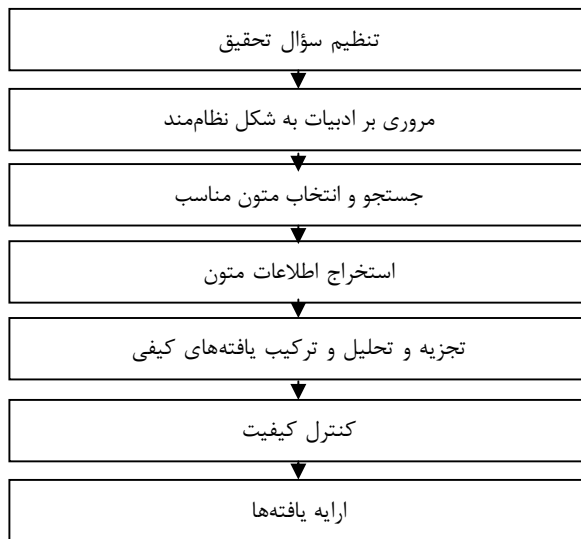 تنظیم سؤال تحقیق
مروری بر ادبیات به شکل نظام‌مند
جستجو و انتخاب متون مناسب
استخراج اطلاعات متون
تجزیه و تحلیل و ترکیب یافته‌های کیفی
کنترل کیفیت
ارایه یافته‌ها